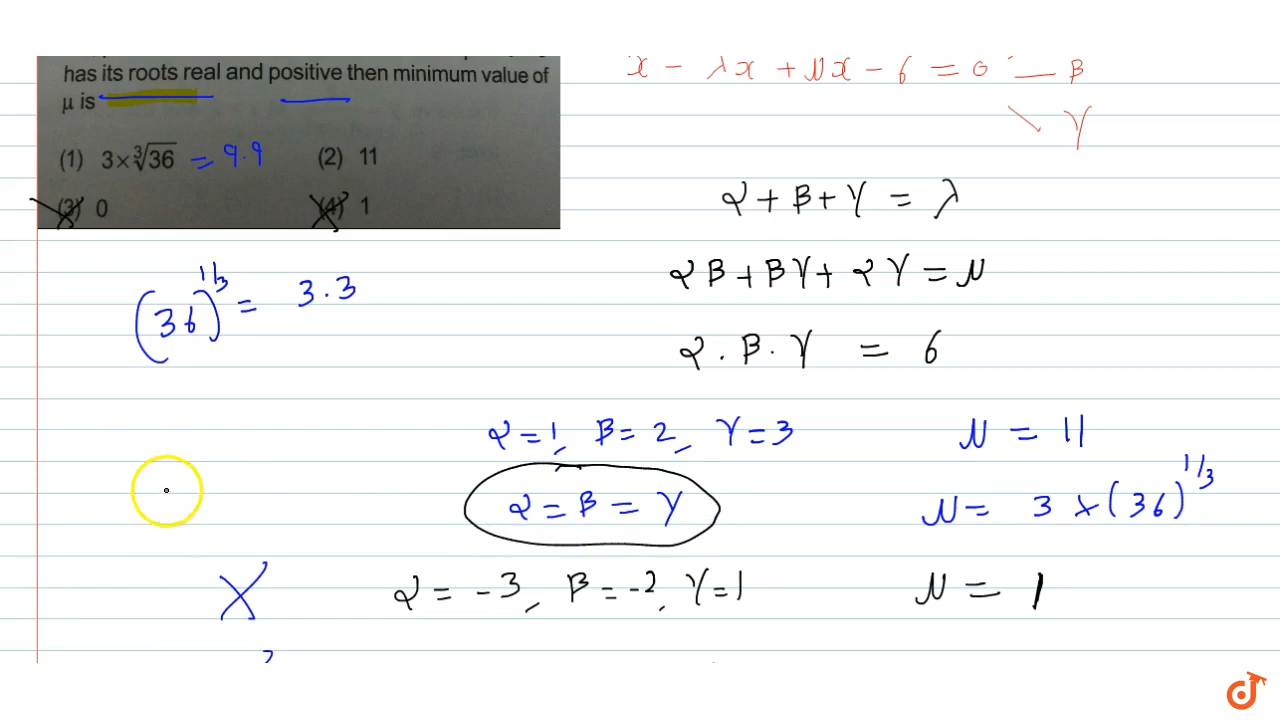 has its roots real and positive then minimum value of
μ is
(1) 3×∛36 = 9.9 (2) 11
(3) 0 (4) 1
x - λx + μx - 6 = 0 β
γ
α + β + γ = λ
αβ + βγ + αγ = μ
α . β . γ = 6
(36)^1/3 = 3.3
α = 1, β = 2, γ = 3 μ = 11
α = β = γ μ = 3 × (36)^1/3
α = -3, β = -2, γ = 1 μ = 1